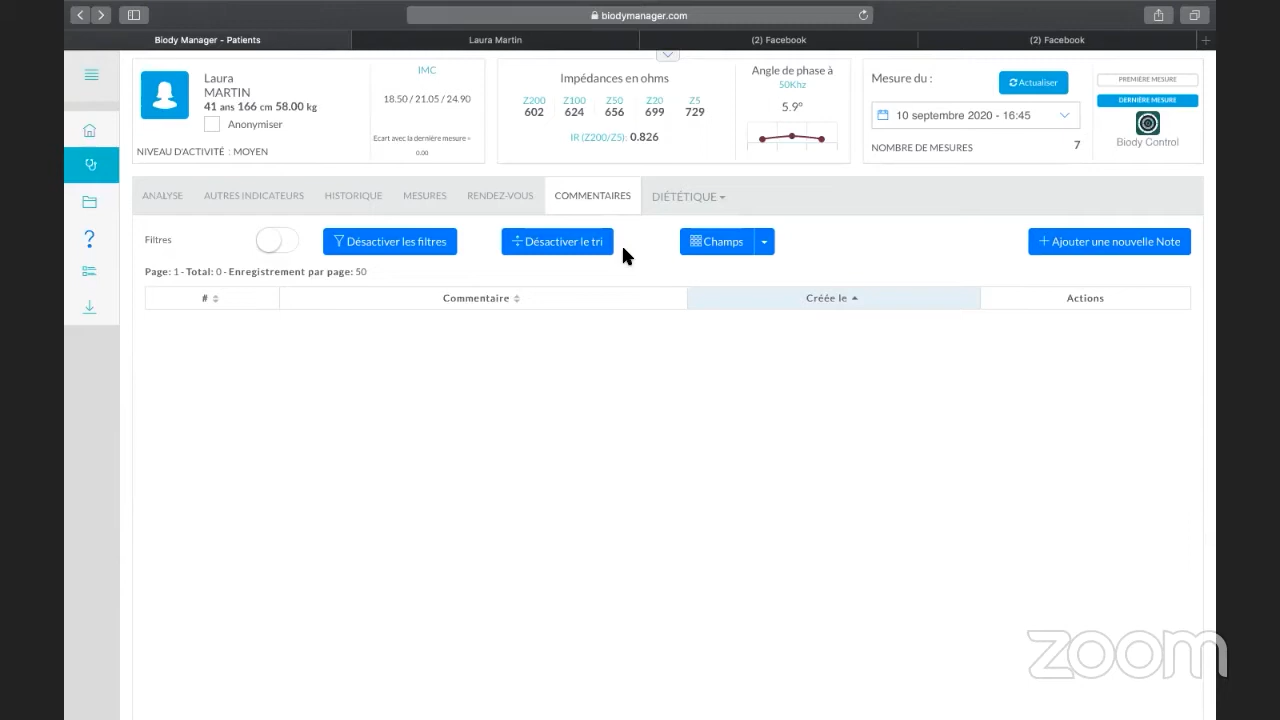 biodymanager.com
Biody Manager - Patients
Laura Martin
(2) Facebook
(2) Facebook
Laura
MARTIN
41 ans 166 cm 58.00 kg
Anonymiser
NIVEAU D'ACTIVITÉ : MOYEN
IMC
18.50 / 21.05 / 24.90
Ecart avec la dernière mesure =
0.00
Impédances en ohms
Z200 Z100 Z50 Z20 Z5
602 624 656 699 729
IR (Z200/Z5): 0.826
Angle de phase à
50Khz
5.9°
Mesure du :
Actualiser
10 septembre 2020 - 16:45
NOMBRE DE MESURES 7
PREMIÈRE MESURE
DERNIÈRE MESURE
Biody Control
ANALYSE AUTRES INDICATEURS HISTORIQUE MESURES RENDEZ-VOUS COMMENTAIRES DIÉTÉTIQUE
Filtres
Désactiver les filtres
Désactiver le tri
Champs
+ Ajouter une nouvelle Note
Page: 1 - Total: 0 - Enregistrement par page: 50
# Commentaire Créée le Actions
zoom